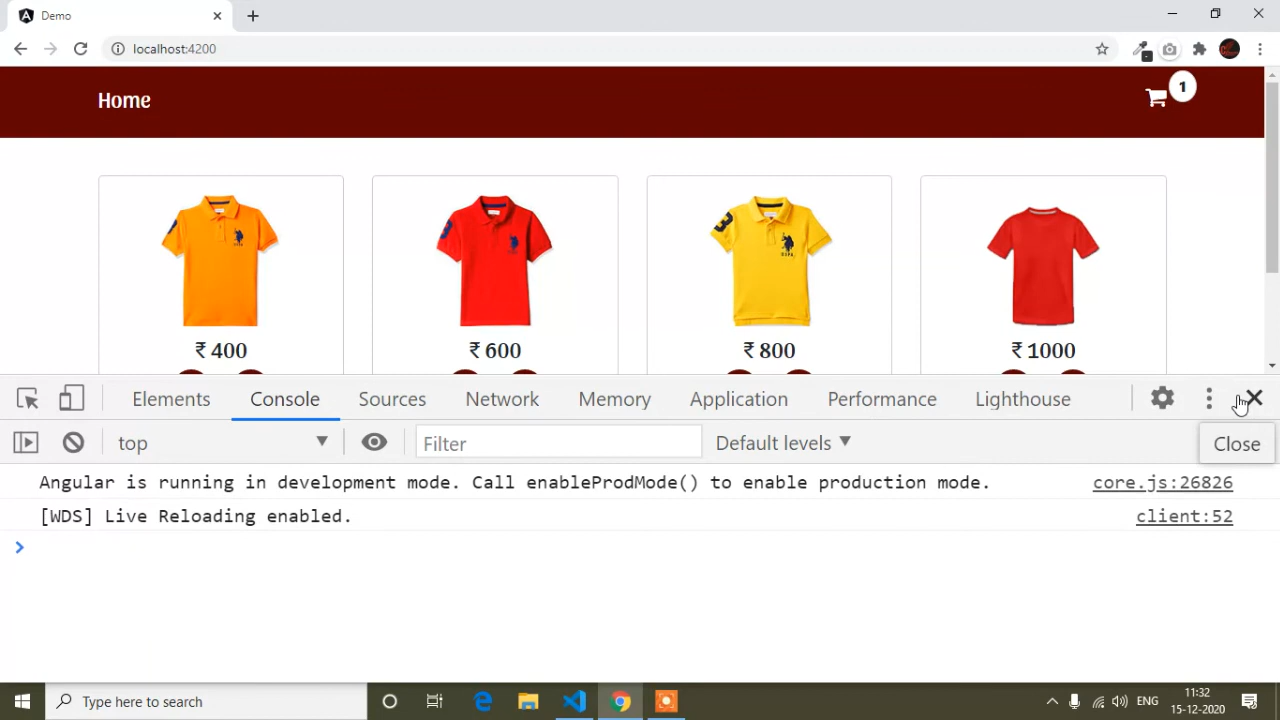 Demo
localhost:4200
Home
1
₹ 400
₹ 600
₹ 800
₹ 1000
Elements Console Sources Network Memory Application Performance Lighthouse
top Filter Default levels
Close
Angular is running in development mode. Call enableProdMode() to enable production mode. core.js:26826
[WDS] Live Reloading enabled. client:52
Type here to search
ENG
11:32
15-12-2020